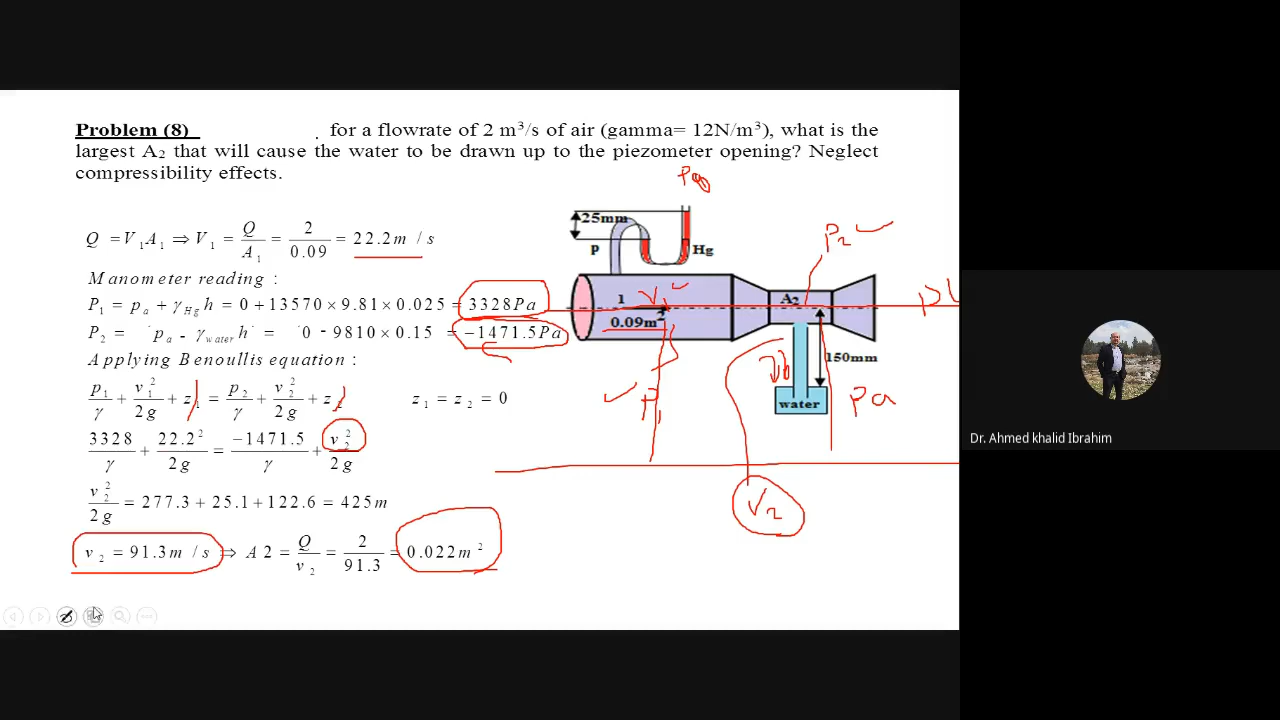 Problem (8) . for a flowrate of 2 m³/s of air (gamma= 12N/m³), what is the
largest A₂ that will cause the water to be drawn up to the piezometer opening? Neglect
compressibility effects.
Q = V₁A₁ ⇒ V₁ = Q/A₁ = 2/0.09 = 22.2 m / s
Manometer reading :
P₁ = pₐ + γHg h = 0 + 13570 × 9.81 × 0.025 = 3328 Pa
P₂ = pₐ - γwater h = 0 - 9810 × 0.15 = −1471.5 Pa
Applying Benoullis equation :
p₁/γ + v₁²/2g + z₁ = p₂/γ + v₂²/2g + z₂ z₁ = z₂ = 0
3328/γ + 22.2²/2g = −1471.5/γ + v₂²/2g
v₂²/2g = 277.3 + 25.1 + 122.6 = 425 m
v₂ = 91.3 m / s ⇒ A 2 = Q/v₂ = 2/91.3 = 0.022 m²
25mm
P Hg
P₂
1 V₁ A₂
0.09m²
150mm
P₁
water Pa
V₂
Dr. Ahmed khalid Ibrahim